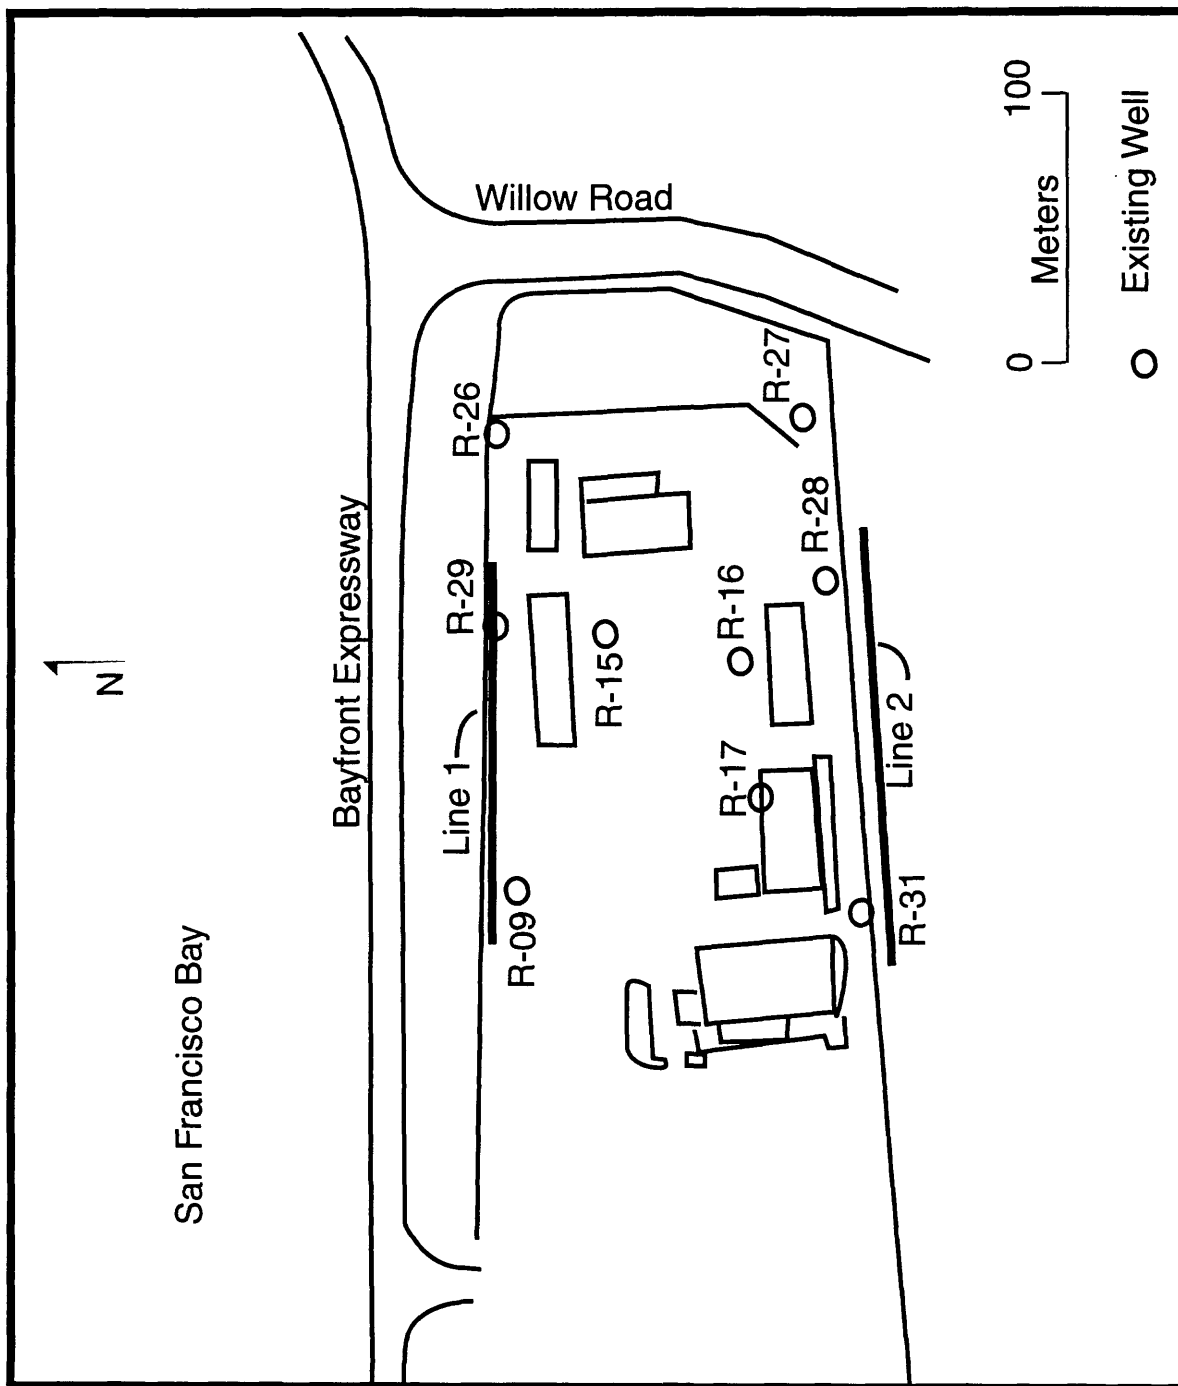 San Francisco Bay
N
Bayfront Expressway
Willow Road
Line 1
R-29
R-26
R-09
R-15
R-16
R-27
R-17
R-28
R-31
Line 2
0
Meters
100
Existing Well